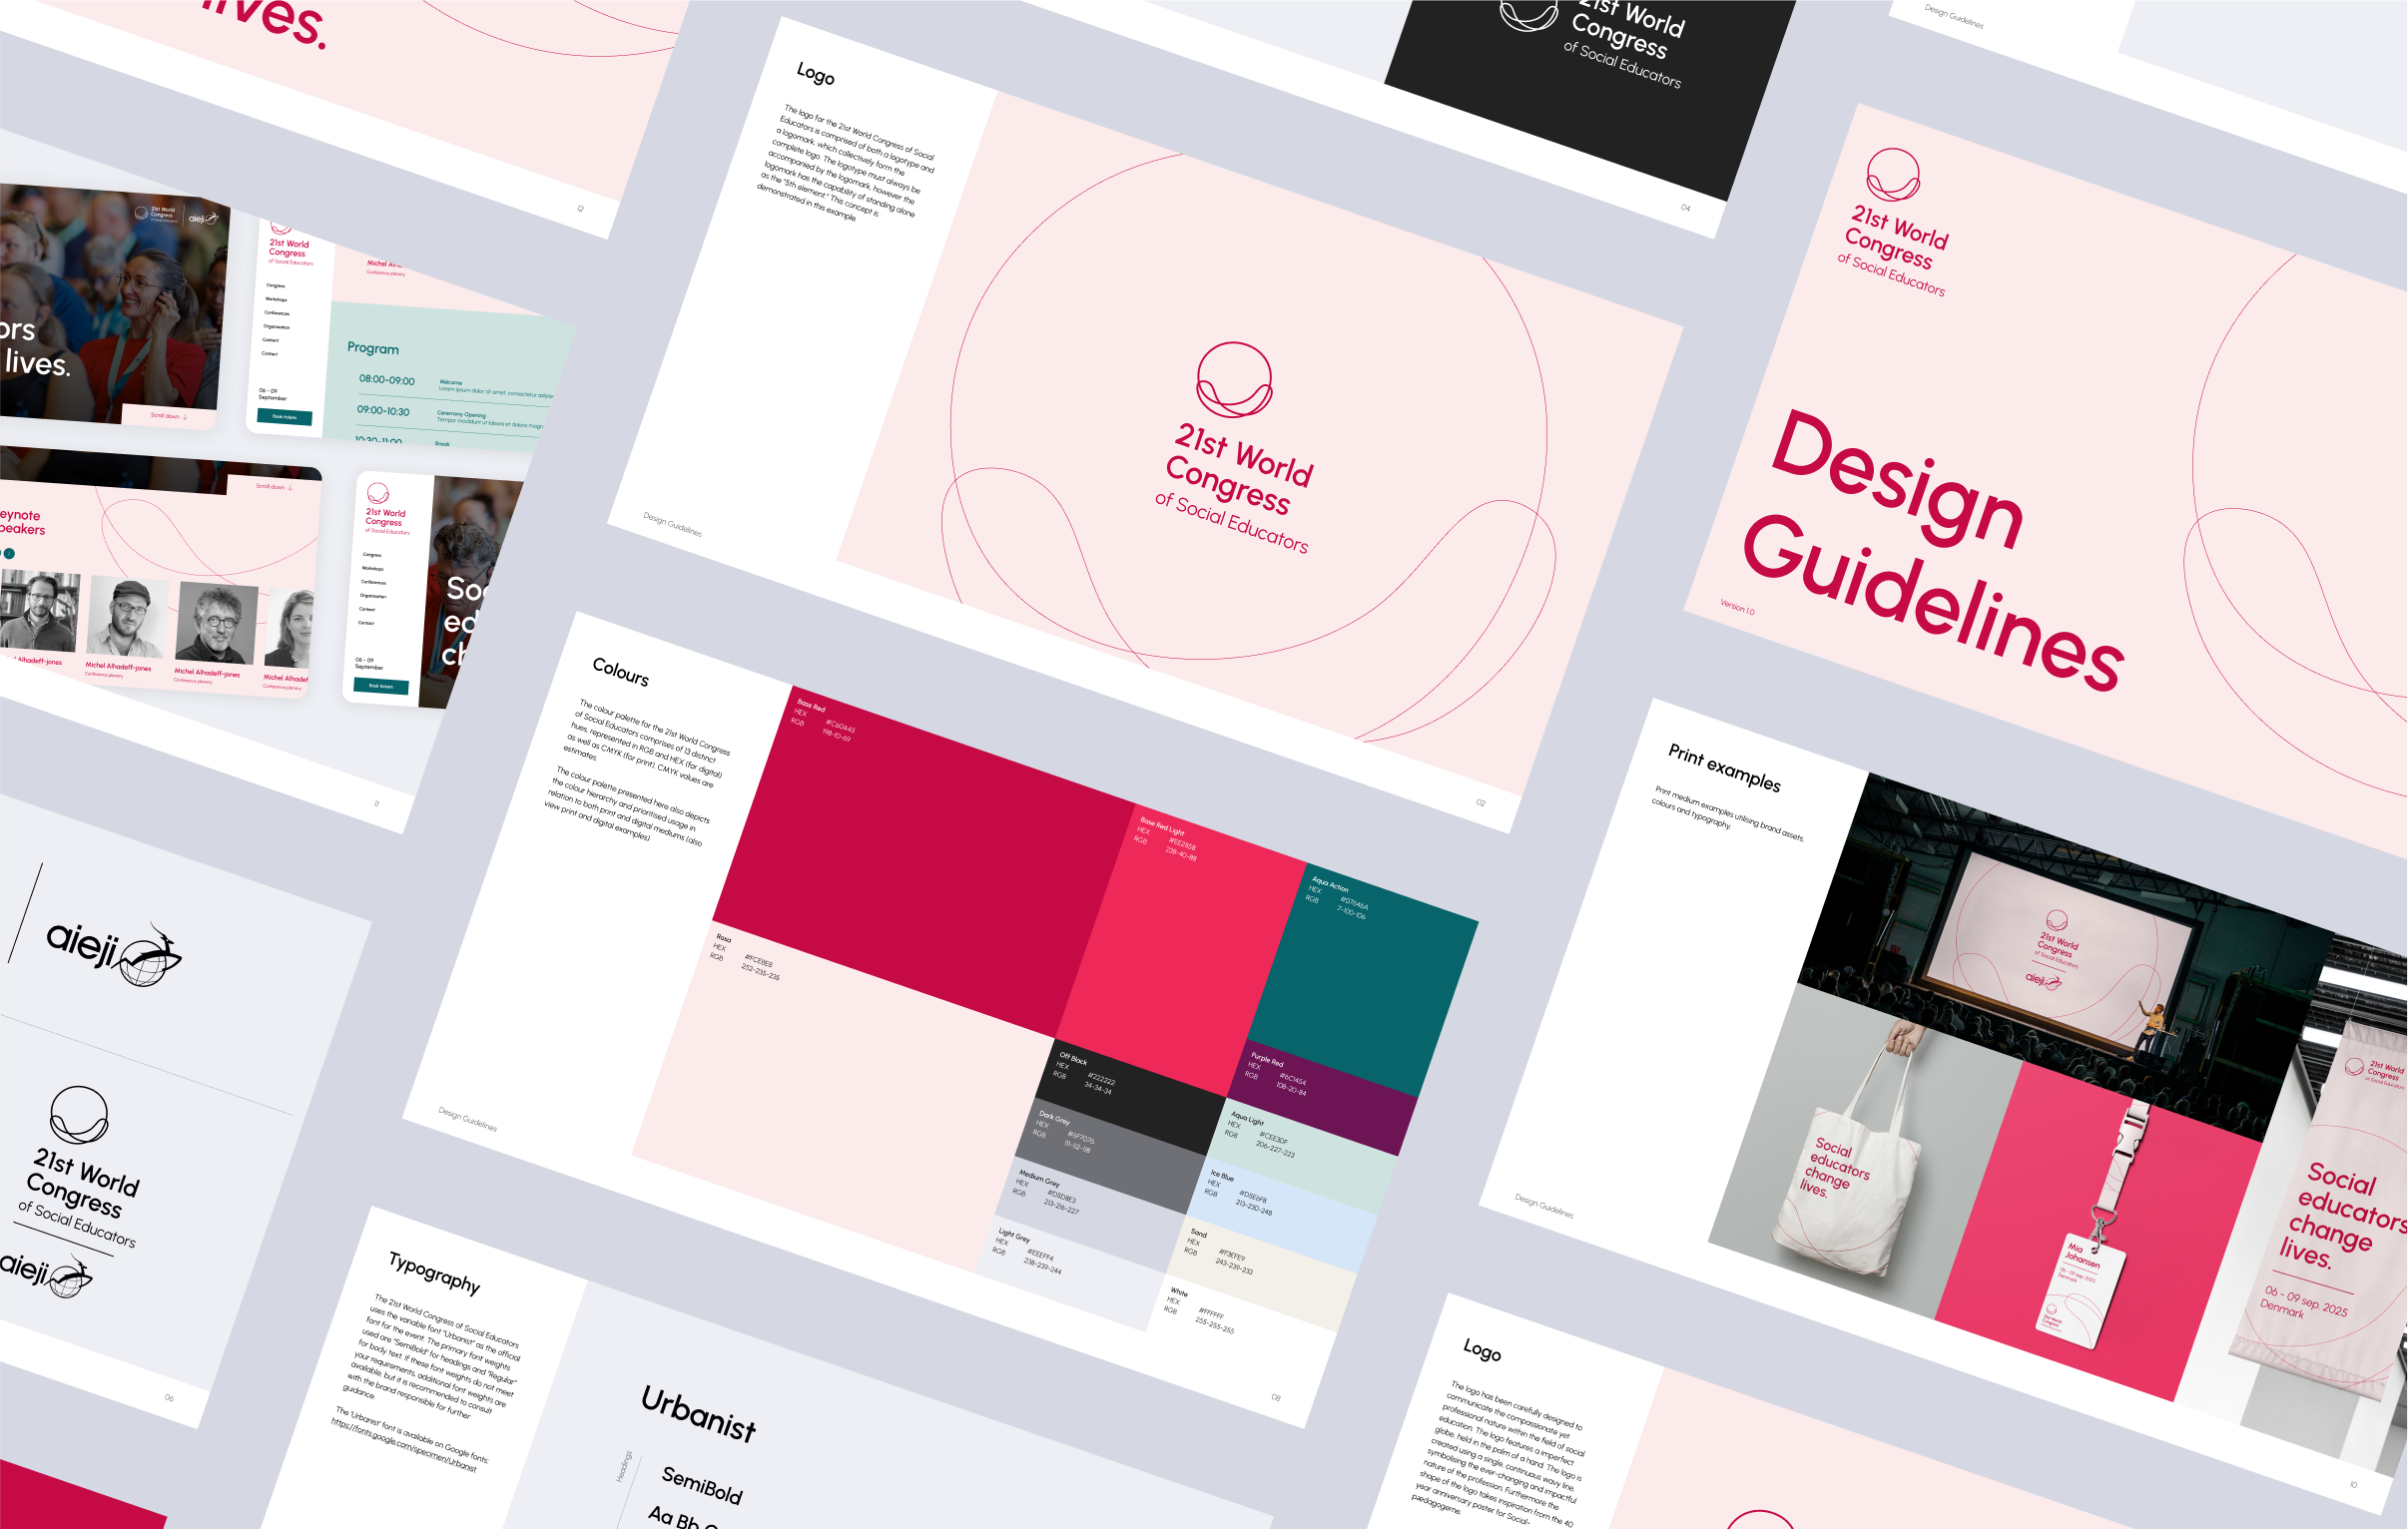 lives.
12
Logo
The logo for the 21st World Congress of Social
Educators is comprised of both a logotype and
a logomark, which collectively form the
complete logo. The logotype must always be
accompanied by the logomark, however the
logomark has the capability of standing alone
as the "5th element." This concept is
demonstrated in this example.
21st World
Congress
of Social Educators
Design Guidelines
02
21st World
Congress
of Social Educators
04
Design Guidelines
21st World
Congress
of Social Educators
Design
Guidelines
Version 1.0
21st World
Congress
aieji
ors
lives.
Scroll down
21st World
Congress
of Social Educators
Congress
Workshops
Conferences
Organisation
Content
Contact
06 - 09
September
Book tickets
Michel Al
Conference plenery
Program
08:00-09:00
Welcome
Lorem ipsum dolor sit amet, consectetur adipis
09:00-10:30
Ceremony Opening
Tempor incididunt ut labore et dolore magn
10:30-11:00
Break
Scroll down
eynote
peakers
Alhadeff-jones
Michel Alhadeff-jones
Conference plenery
Michel Alhadeff-jones
Conference plenery
Michel Alhadef
Conference plenery
21st World
Congress
of Social Educators
Congress
Workshops
Conferences
Organization
Content
Contact
06 - 09
September
Book tickets
Soc
ed
ch
11
Colours
The colour palette for the 21st World Congress
of Social Educators comprises of 13 distinct
hues, represented in RGB and HEX (for digital)
as well as CMYK (for print). CMYK values are
estimates.
The colour palette presented here also depicts
the colour hierarchy and prioritised usage in
relation to both print and digital mediums (also
view print and digital examples)
Base Red
HEX #C60A45
RGB 198-10-69
Base Red Light
HEX #EE2858
RGB 238-40-88
Aqua Action
HEX #07646A
RGB 7-100-106
Rosa
HEX #FCEBEB
RGB 252-235-235
Off Black
HEX #222222
RGB 34-34-34
Purple Red
HEX #6C1454
RGB 108-20-84
Dark Grey
HEX #6F7076
RGB 111-112-118
Aqua Light
HEX #CEE3DF
RGB 206-227-223
Medium Grey
HEX #D5D8E3
RGB 213-216-227
Ice Blue
HEX #D5E6F8
RGB 213-230-248
Light Grey
HEX #EEEFF4
RGB 238-239-244
Sand
HEX #F3EFE9
RGB 243-239-233
White
HEX #FFFFFF
RGB 255-255-255
Design Guidelines
08
Print examples
Print medium examples utilising brand assets,
colours and typography.
21st World
Congress
of Social Educators
aieji
Social
educators
change
lives.
Mia
Johansen
06 - 09 sep. 2025
Denmark
21st World
Congress
21st World
Congress
of Social Educators
Social
educators
change
lives.
06 - 09 sep. 2025
Denmark
Design Guidelines
10
aieji
21st World
Congress
of Social Educators
aieji
06
Typography
The 21st World Congress of Social Educators
uses the variable font "Urbanist" as the official
font for the event. The primary font weights
used are "SemiBold" for headings and "Regular"
for body text. If these font weights do not meet
your requirements, additional font weights are
available, but it is recommended to consult
with the brand responsible for further
guidance.
The 'Urbanist' font is available on Google fonts:
https://fonts.google.com/specimen/Urbanist
Urbanist
Headings
SemiBold
Aa Bb C
Logo
The logo has been carefully designed to
communicate the compassionate yet
professional nature within the field of social
education. The logo features a imperfect
globe, held in the palm of a hand. The logo is
created using a single, continuous wavy line,
symbolising the ever-changing and impactful
nature of the profession. Furthermore the
shape of the logo takes inspiration from the 40
year anniversary poster for Social-
pædagogerne.